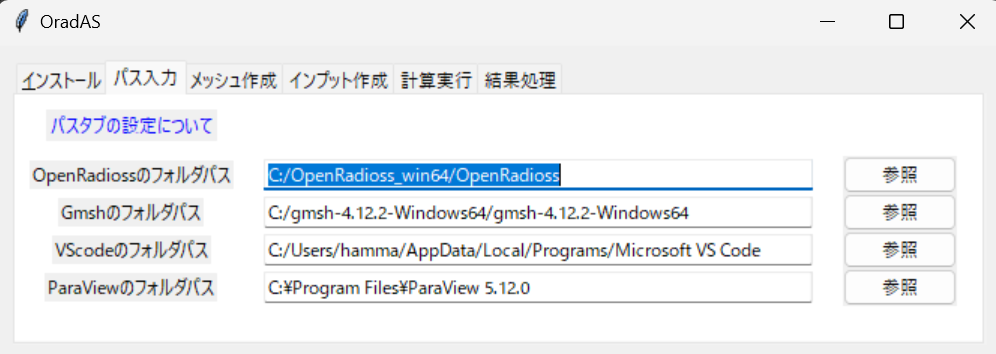 OradAS
インストール パス入力 メッシュ作成 インプット作成 計算実行 結果処理
パスタブの設定について
OpenRadiossのフォルダパス C:/OpenRadioss_win64/OpenRadioss 参照
Gmshのフォルダパス C:/gmsh-4.12.2-Windows64/gmsh-4.12.2-Windows64 参照
VScodeのフォルダパス C:/Users/hamma/AppData/Local/Programs/Microsoft VS Code 参照
ParaViewのフォルダパス C:¥Program Files¥ParaView 5.12.0 参照